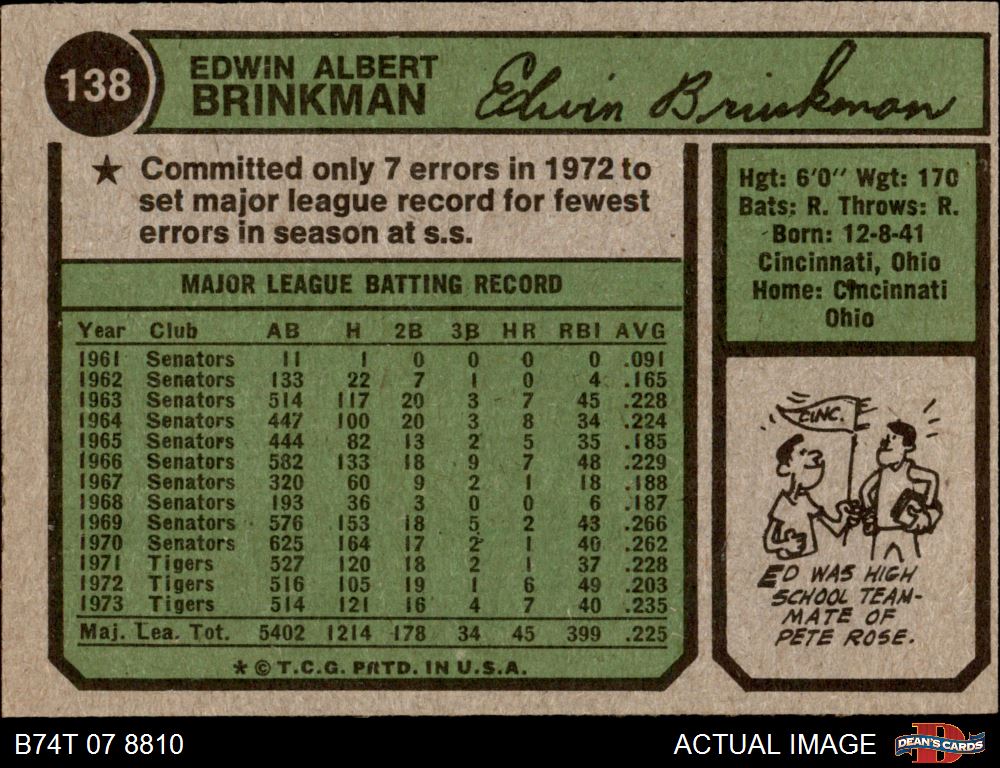 138
EDWIN ALBERT
BRINKMAN
Edwin Brinkman
★ Committed only 7 errors in 1972 to
set major league record for fewest
errors in season at s.s.
MAJOR LEAGUE BATTING RECORD
Year Club AB H 2B 3B HR RBI AVG
1961 Senators 11 1 0 0 0 0 .091
1962 Senators 133 22 7 1 0 4 .165
1963 Senators 514 117 20 3 7 45 .228
1964 Senators 447 100 20 3 8 34 .224
1965 Senators 444 82 13 2 5 35 .185
1966 Senators 582 133 18 9 7 48 .229
1967 Senators 320 60 9 2 1 18 .188
1968 Senators 193 36 3 0 0 6 .187
1969 Senators 576 153 18 5 2 43 .266
1970 Senators 625 164 17 2 1 40 .262
1971 Tigers 527 120 18 2 1 37 .228
1972 Tigers 516 105 19 1 6 49 .203
1973 Tigers 514 121 16 4 7 40 .235
Maj. Lea. Tot. 5402 1214 178 34 45 399 .225
* © T.C.G. PRTD. IN U.S.A.
Hgt: 6'0" Wgt: 170
Bats: R. Throws: R.
Born: 12-8-41
Cincinnati, Ohio
Home: Cincinnati
Ohio
CINC.
ED WAS HIGH
SCHOOL TEAM-
MATE OF
PETE ROSE.
B74T 07 8810
ACTUAL IMAGE
D
DEAN'S CARDS